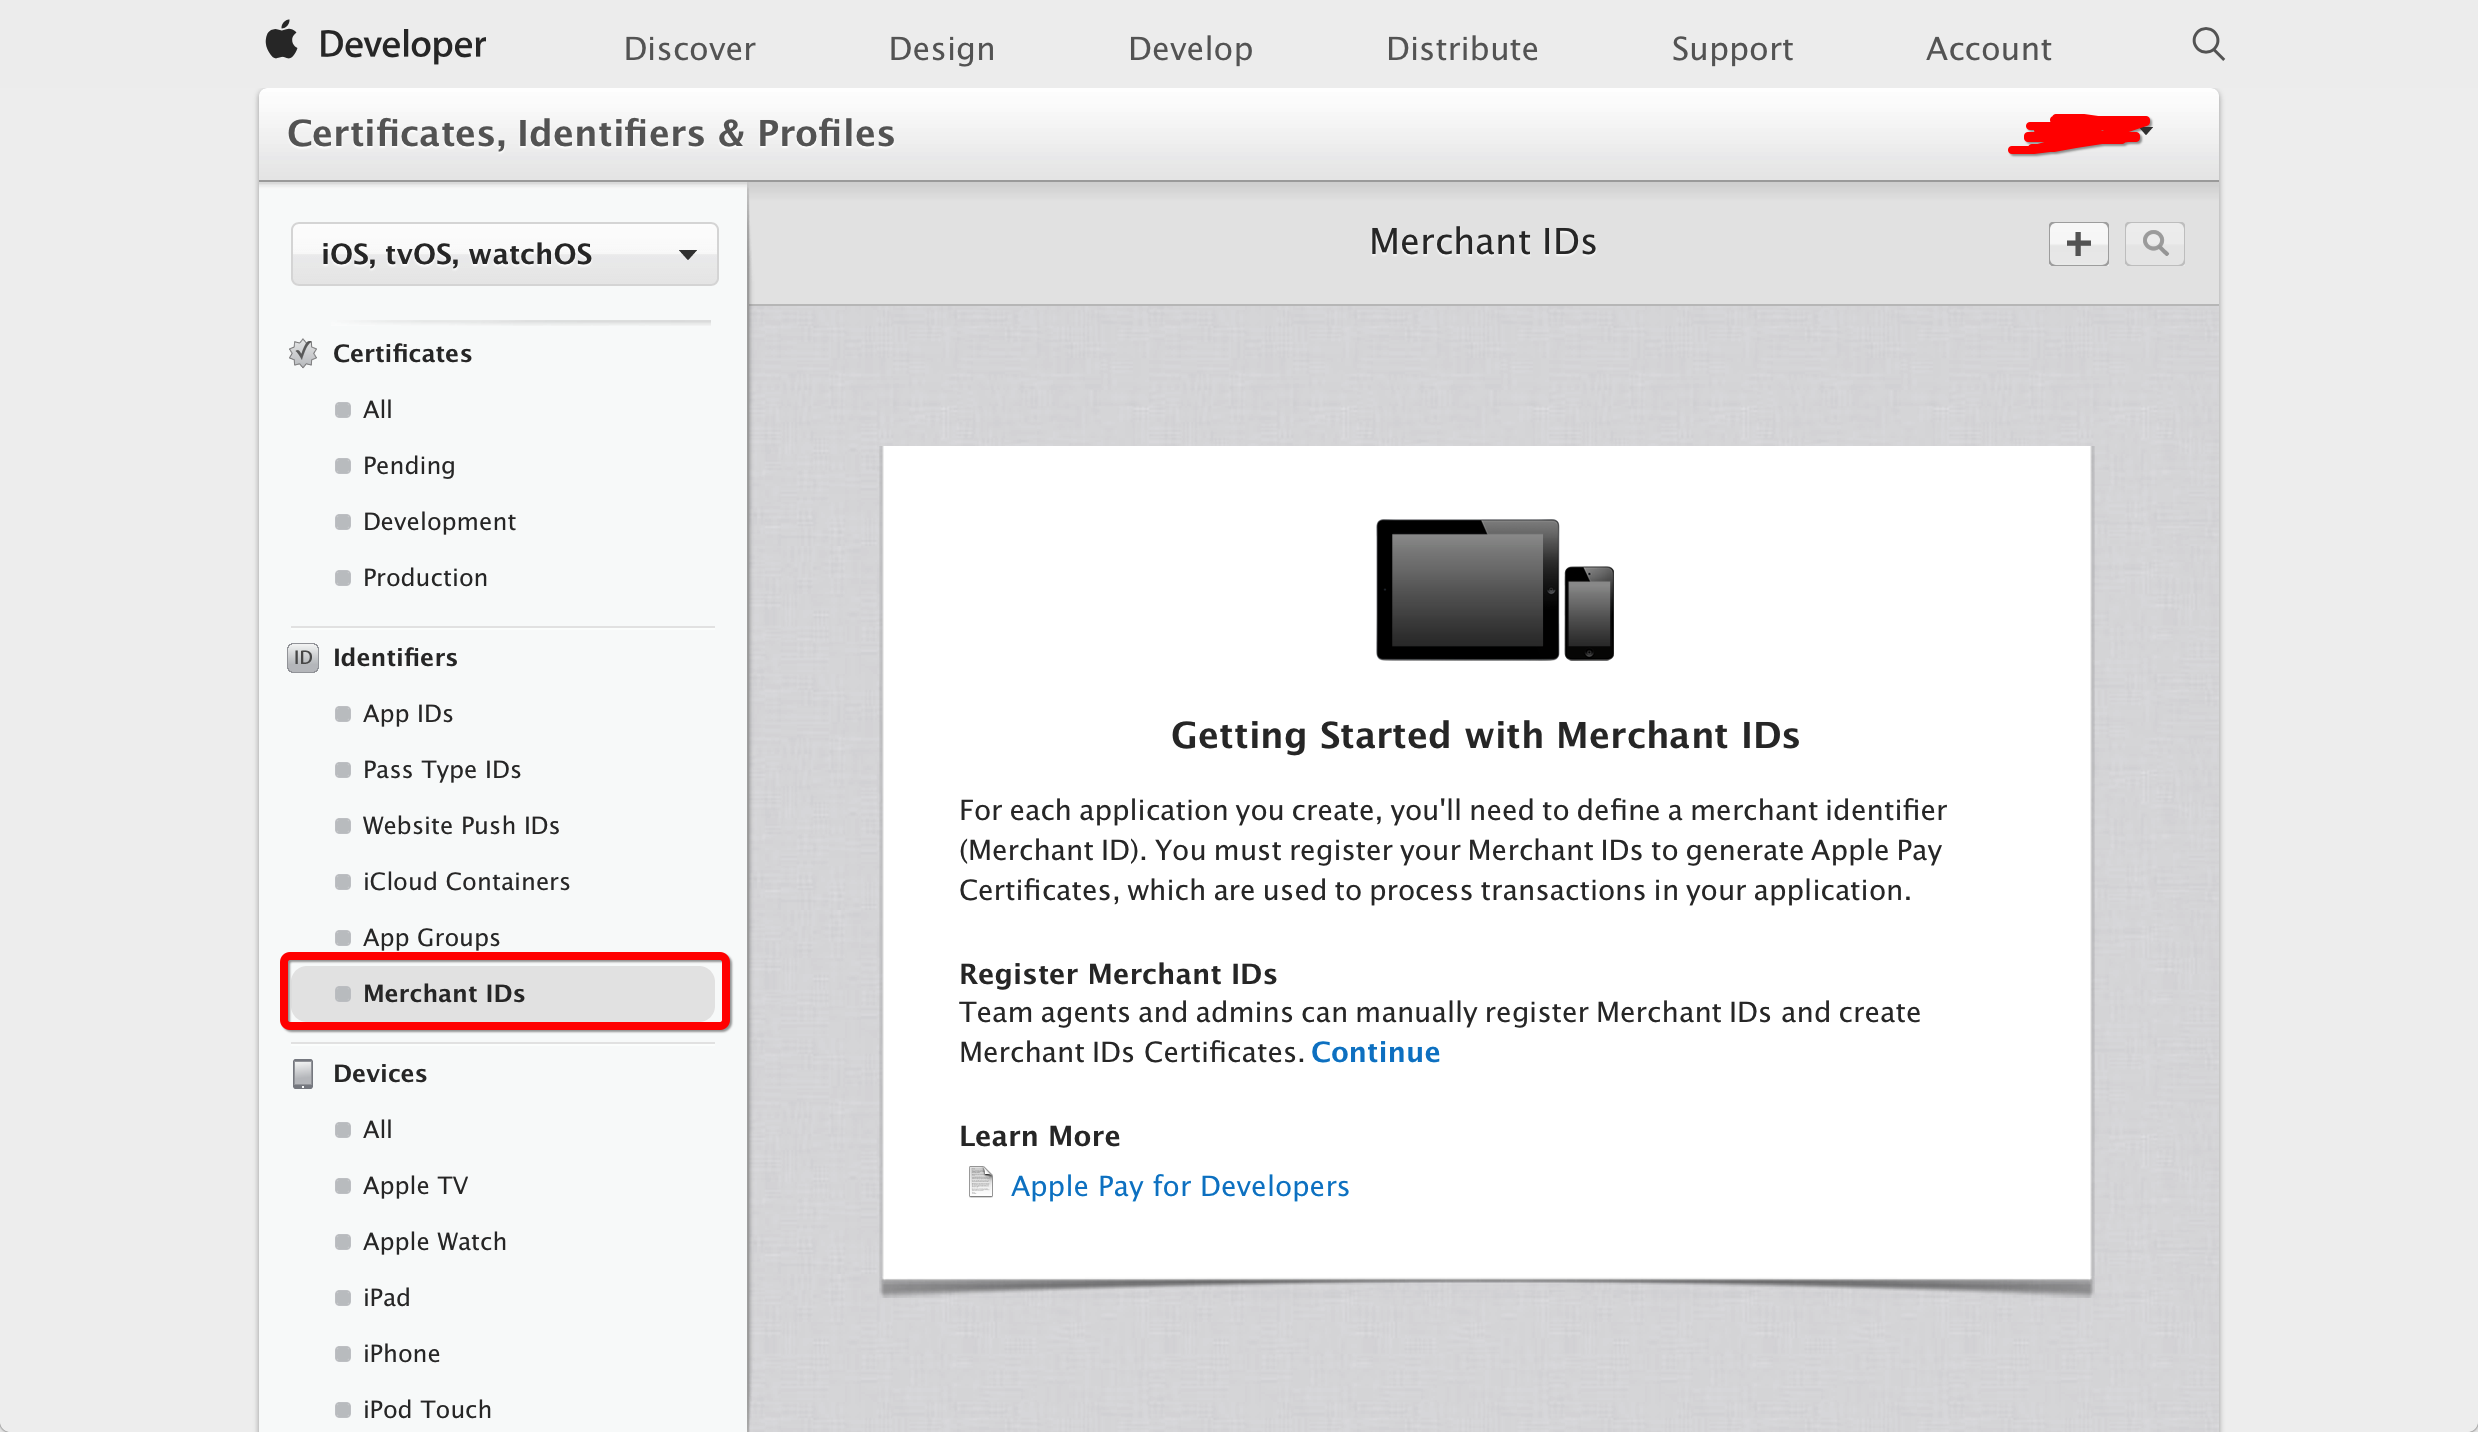 Developer
Discover
Design
Develop
Distribute
Support
Account
Certificates, Identifiers & Profiles
iOS, tvOS, watchOS
Certificates
All
Pending
Development
Production
ID Identifiers
App IDs
Pass Type IDs
Website Push IDs
iCloud Containers
App Groups
Merchant IDs
Devices
All
Apple TV
Apple Watch
iPad
iPhone
iPod Touch
Merchant IDs
Getting Started with Merchant IDs
For each application you create, you'll need to define a merchant identifier
(Merchant ID). You must register your Merchant IDs to generate Apple Pay
Certificates, which are used to process transactions in your application.
Register Merchant IDs
Team agents and admins can manually register Merchant IDs and create
Merchant IDs Certificates. Continue
Learn More
Apple Pay for Developers